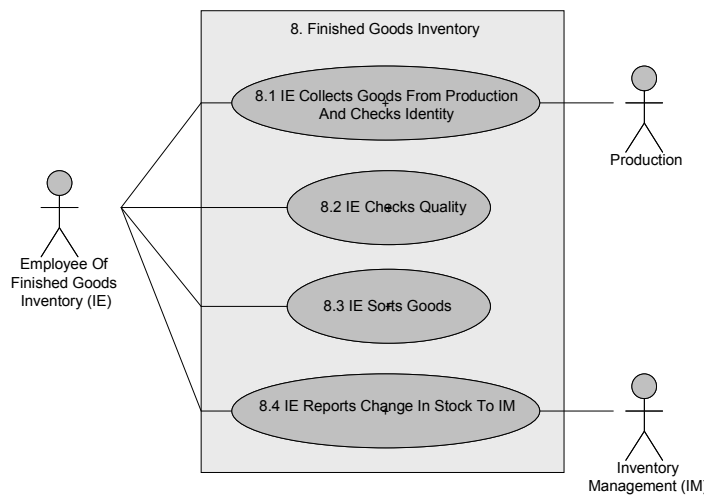 8. Finished Goods Inventory
8.1 IE Collects Goods From Production
And Checks Identity
Production
8.2 IE Checks Quality
Employee Of
Finished Goods
Inventory (IE)
8.3 IE Sorts Goods
8.4 IE Reports Change In Stock To IM
Inventory
Management (IM)